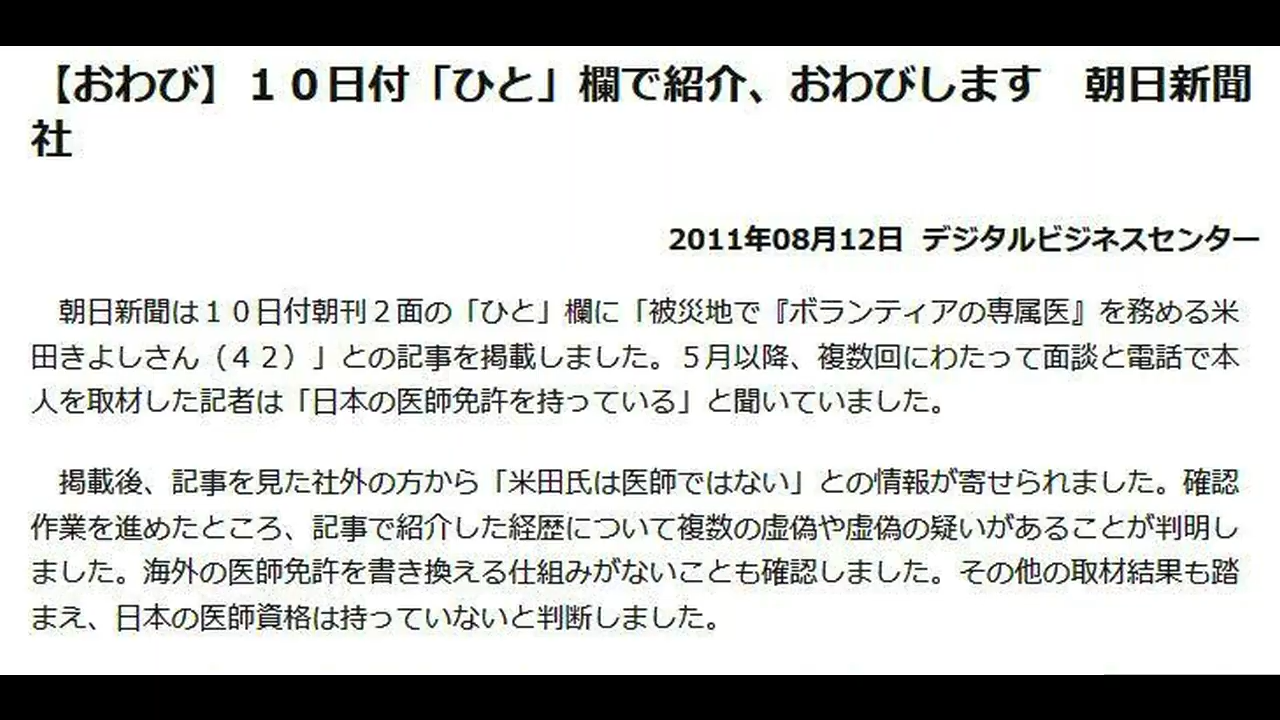 【おわび】１０日付「ひと」欄で紹介、おわびします　朝日新聞
社
2011年08月12日 デジタルビジネスセンター
　朝日新聞は１０日付朝刊２面の「ひと」欄に「被災地で『ボランティアの専属医』を務める米
田きよしさん（４２）」との記事を掲載しました。５月以降、複数回にわたって面談と電話で本
人を取材した記者は「日本の医師免許を持っている」と聞いていました。
　掲載後、記事を見た社外の方から「米田氏は医師ではない」との情報が寄せられました。確認
作業を進めたところ、記事で紹介した経歴について複数の虚偽や虚偽の疑いがあることが判明し
ました。海外の医師免許を書き換える仕組みがないことも確認しました。その他の取材結果も踏
まえ、日本の医師資格は持っていないと判断しました。